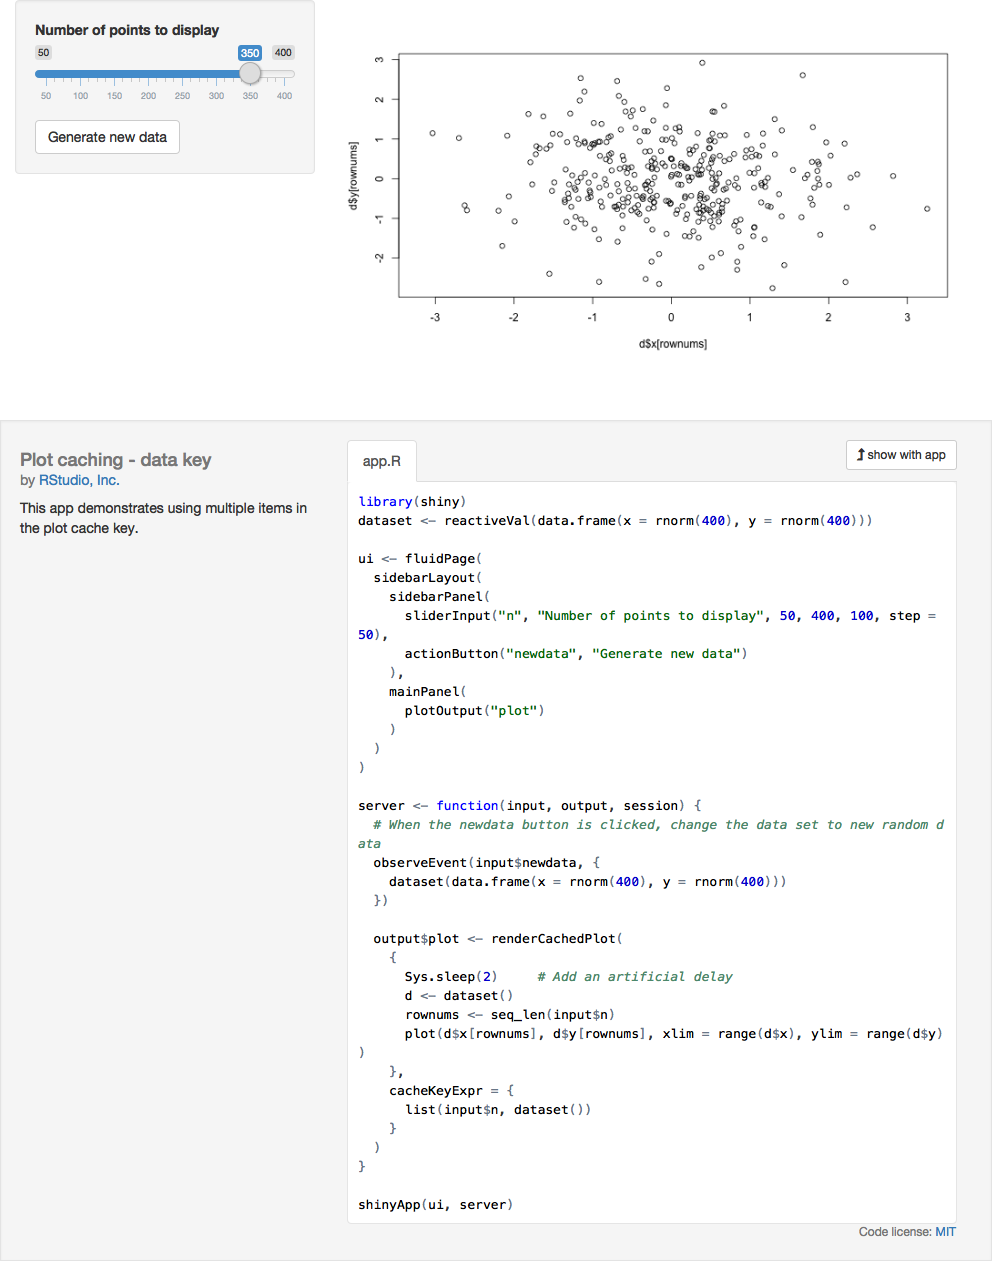 Number of points to display
50 350 400
50 100 150 200 250 300 350 400
Generate new data
d$y[rownums]
3
2
1
0
-1
-2
-3 -2 -1 0 1 2 3
d$x[rownums]
Plot caching - data key
by RStudio, Inc.
This app demonstrates using multiple items in
the plot cache key.
app.R
show with app
library(shiny)
dataset <- reactiveVal(data.frame(x = rnorm(400), y = rnorm(400)))
ui <- fluidPage(
  sidebarLayout(
    sidebarPanel(
      sliderInput("n", "Number of points to display", 50, 400, 100, step =
50),
      actionButton("newdata", "Generate new data")
    ),
    mainPanel(
      plotOutput("plot")
    )
  )
)
server <- function(input, output, session) {
  # When the newdata button is clicked, change the data set to new random d
ata
  observeEvent(input$newdata, {
    dataset(data.frame(x = rnorm(400), y = rnorm(400)))
  })
  output$plot <- renderCachedPlot(
    {
      Sys.sleep(2)     # Add an artificial delay
      d <- dataset()
      rownums <- seq_len(input$n)
      plot(d$x[rownums], d$y[rownums], xlim = range(d$x), ylim = range(d$y)
)
    },
    cacheKeyExpr = {
      list(input$n, dataset())
    }
  )
}
shinyApp(ui, server)
Code license: MIT